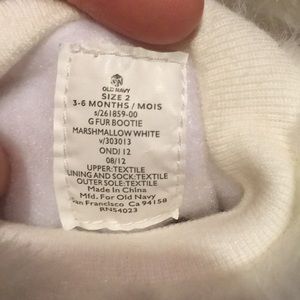 OLD NAVY
SIZE 2
3-6 MONTHS / MOIS
s/261859-00
G FUR BOOTIE
MARSHMALLOW WHITE
v/303013
ONDJ 12
08/12
UPPER:TEXTILE
LINING AND SOCK:TEXTILE
OUTER SOLE:TEXTILE
Made In China
Mfd. For Old Navy
San Francisco Ca 94158
RN54023